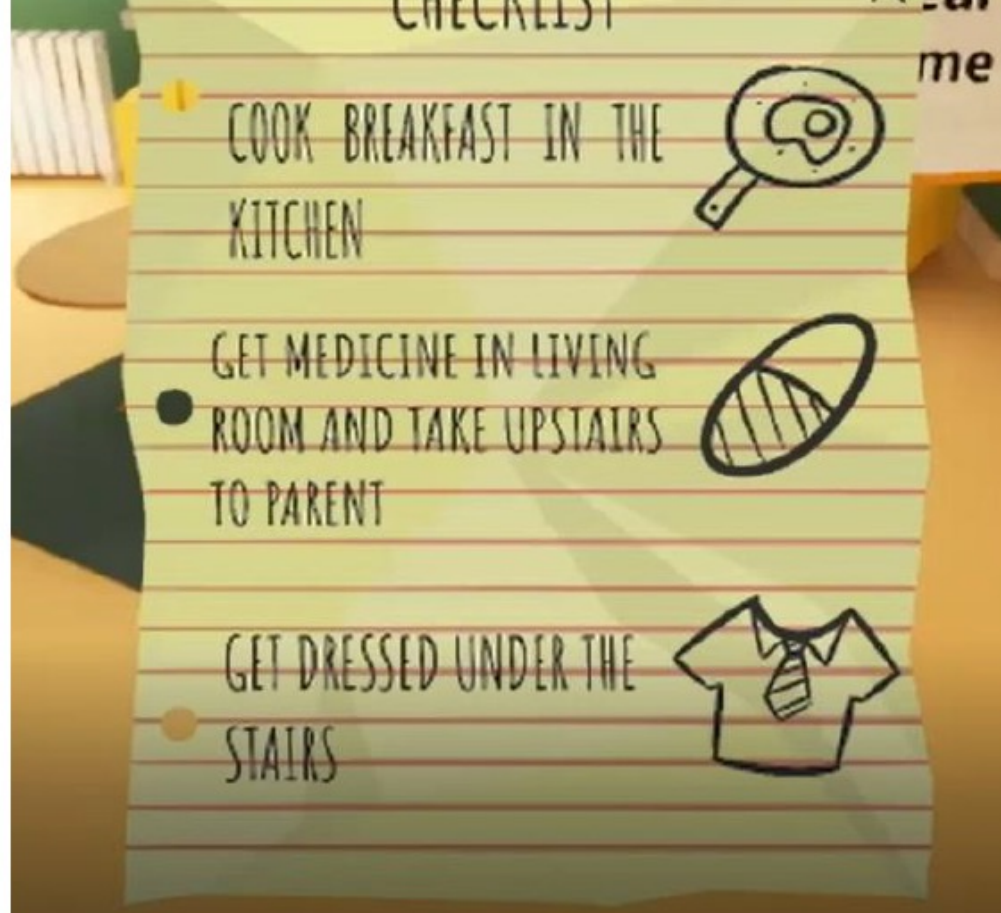 CHECKLIST
me
COOK BREAKFAST IN THE
KITCHEN
GET MEDICINE IN LIVING
ROOM AND TAKE UPSTAIRS
TO PARENT
GET DRESSED UNDER THE
STAIRS